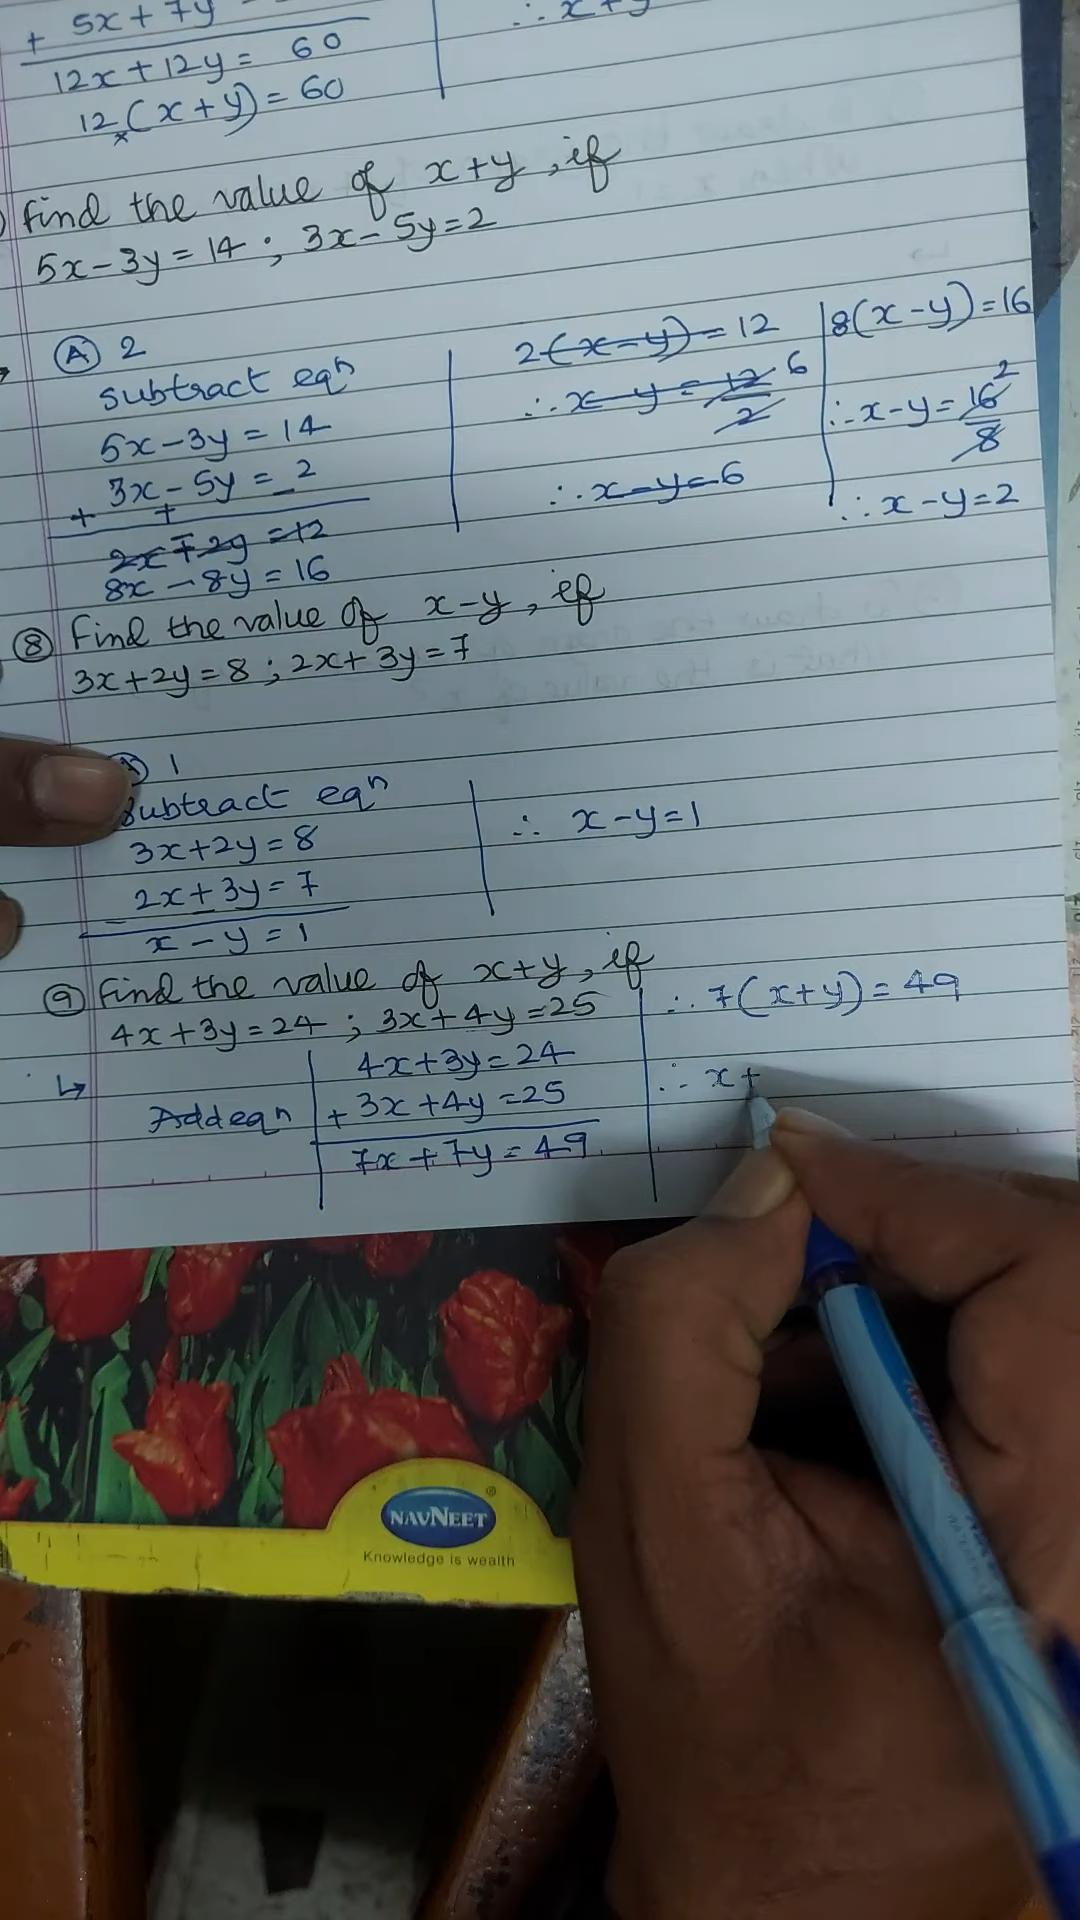 + 5x + 7y
12x + 12y = 60
12 × (x + y) = 60
∴ x + y
Find the value of x + y, if
5x - 3y = 14 ; 3x - 5y = 2
Ⓐ 2
subtract eqⁿ
5x - 3y = 14
3x - 5y = 2
+ +
2x + 2y = 12
8x - 8y = 16
2(x - y) = 12
∴ x - y = 12/2 6
∴ x - y = 6
8(x - y) = 16
∴ x - y = 16/8 2
∴ x - y = 2
⑧ Find the value of x - y, if
3x + 2y = 8 ; 2x + 3y = 7
1
Subtract eqⁿ
3x + 2y = 8
- 2x + 3y = 7
x - y = 1
∴ x - y = 1
⑨ Find the value of x + y, if
4x + 3y = 24 ; 3x + 4y = 25
↳
Add eqⁿ
4x + 3y = 24
+ 3x + 4y = 25
7x + 7y = 49
∴ 7(x + y) = 49
∴ x +
NAVNEET
®
Knowledge is wealth